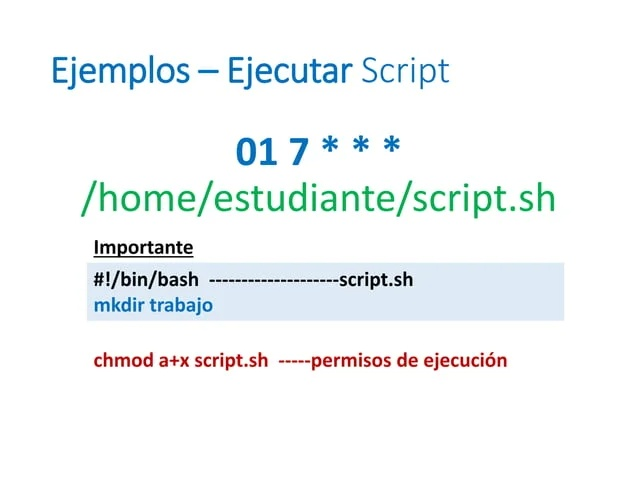 Ejemplos – Ejecutar Script
01 7 * * *
/home/estudiante/script.sh
Importante
#!/bin/bash --------------------script.sh
mkdir trabajo
chmod a+x script.sh -----permisos de ejecución